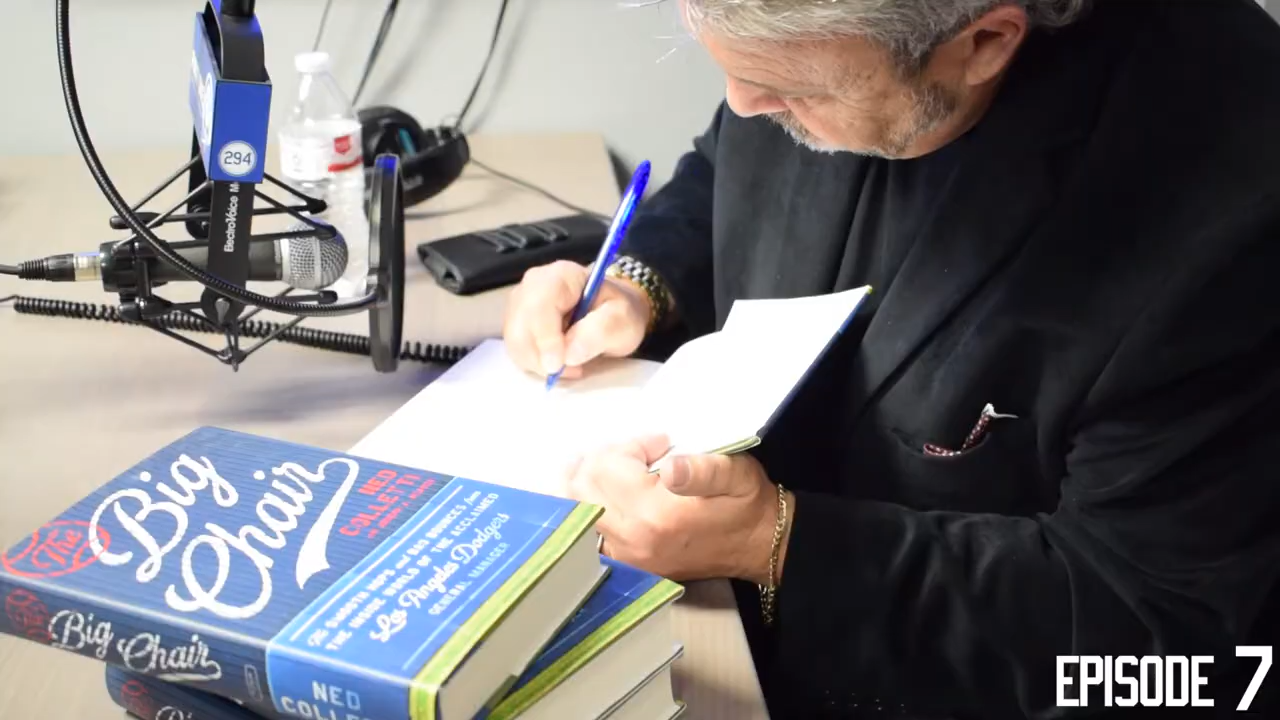 294
ElectroVoice
The
Big
Chair
NED
COLLETTI
THE SMOOTH HOPS AND BAD BOUNCES from
THE INSIDE WORLD OF THE ACCLAIMED
Los Angeles Dodgers
GENERAL MANAGER
THE
Big Chair
NED
COLLE
EPISODE 7